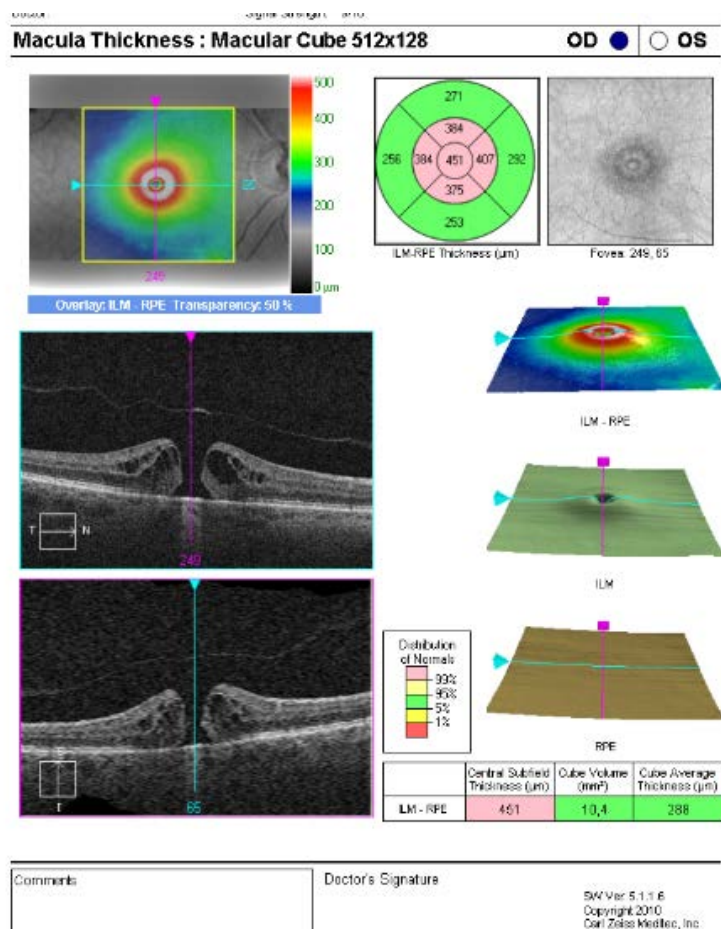 Macula Thickness : Macular Cube 512x128
OD
OS
500
400
300
200
100
0 µm
249
Overlay: ILM - RPE Transparency: 50 %
271
384
256
384
451
407
292
375
253
ILM-RPE Thickness (µm)
Fovea: 249, 65
ILM - RPE
T
N
249
ILM
Distribution
of Normals
99%
95%
5%
1%
RPE
65
Central Subfield
Thickness (µm)
Cube Volume
(mm³)
Cube Average
Thickness (µm)
ILM - RPE
451
10,4
288
Comments
Doctor's Signature
SW Ver: 5.1.1.6
Copyright 2010
Carl Zeiss Meditec, Inc